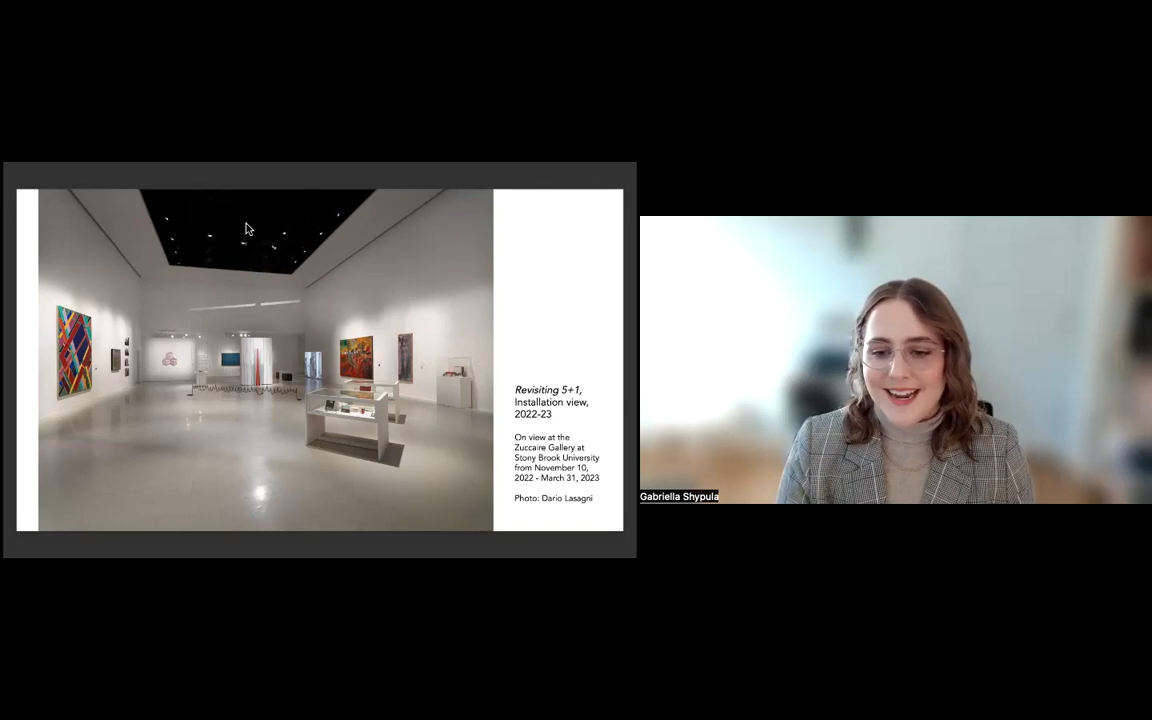 Revisiting 5+1,
Installation view,
2022-23
On view at the
Zuccaire Gallery at
Stony Brook University
from November 10,
2022 - March 31, 2023
Photo: Dario Lasagni
Gabriella Shypula